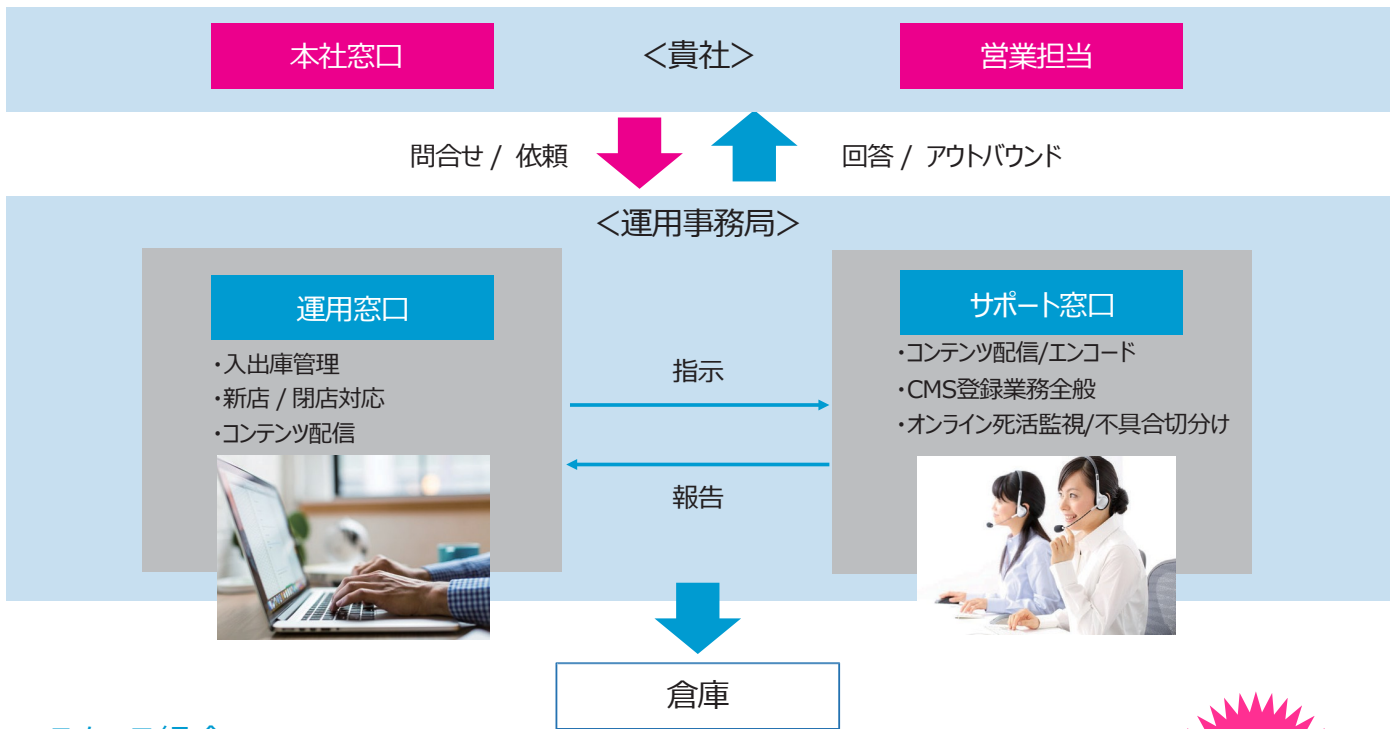 本社窓口
＜貴社＞
営業担当
問合せ / 依頼
回答 / アウトバウンド
＜運用事務局＞
運用窓口
・入出庫管理
・新店 / 閉店対応
・コンテンツ配信
指示
報告
サポート窓口
・コンテンツ配信/エンコード
・CMS登録業務全般
・オンライン死活監視/不具合切分け
倉庫